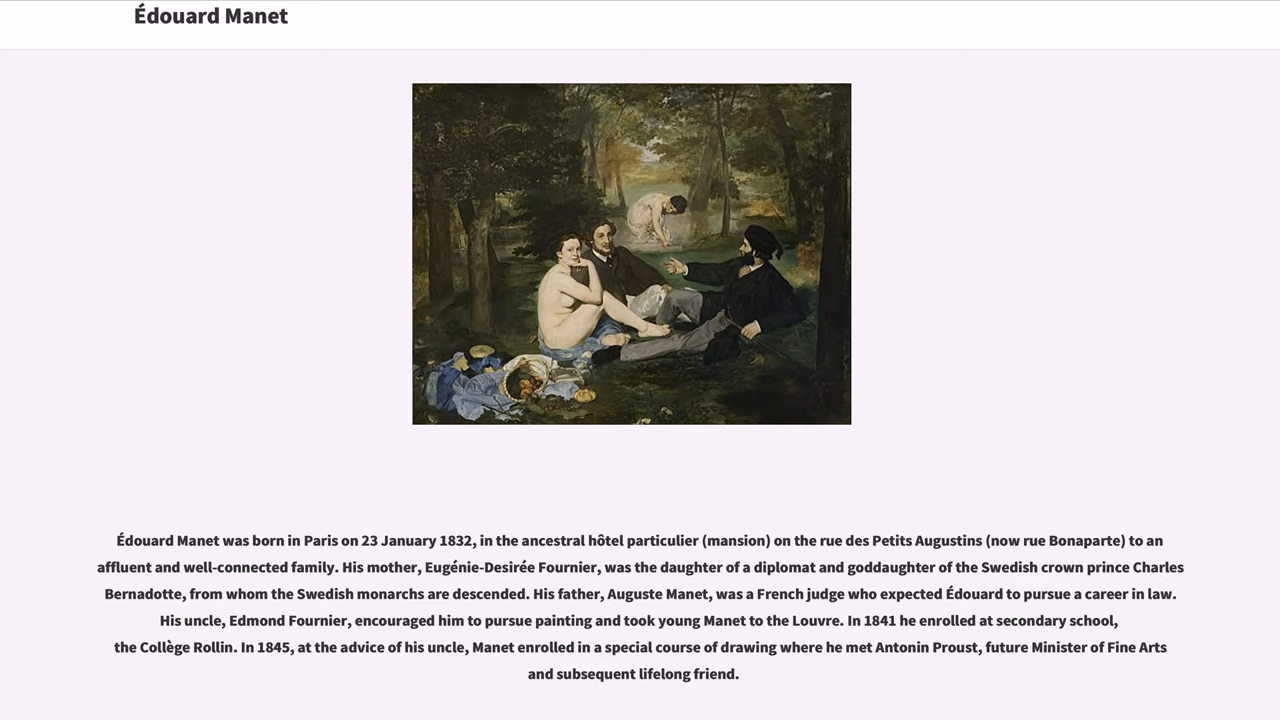 Édouard Manet
Édouard Manet was born in Paris on 23 January 1832, in the ancestral hôtel particulier (mansion) on the rue des Petits Augustins (now rue Bonaparte) to an
affluent and well-connected family. His mother, Eugénie-Desirée Fournier, was the daughter of a diplomat and goddaughter of the Swedish crown prince Charles
Bernadotte, from whom the Swedish monarchs are descended. His father, Auguste Manet, was a French judge who expected Édouard to pursue a career in law.
His uncle, Edmond Fournier, encouraged him to pursue painting and took young Manet to the Louvre. In 1841 he enrolled at secondary school,
the Collège Rollin. In 1845, at the advice of his uncle, Manet enrolled in a special course of drawing where he met Antonin Proust, future Minister of Fine Arts
and subsequent lifelong friend.